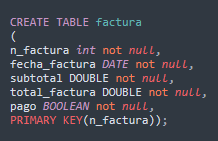 CREATE TABLE factura
(
n_factura int not null,
fecha_factura DATE not null,
subtotal DOUBLE not null,
total_factura DOUBLE not null,
pago BOOLEAN not null,
PRIMARY KEY(n_factura));